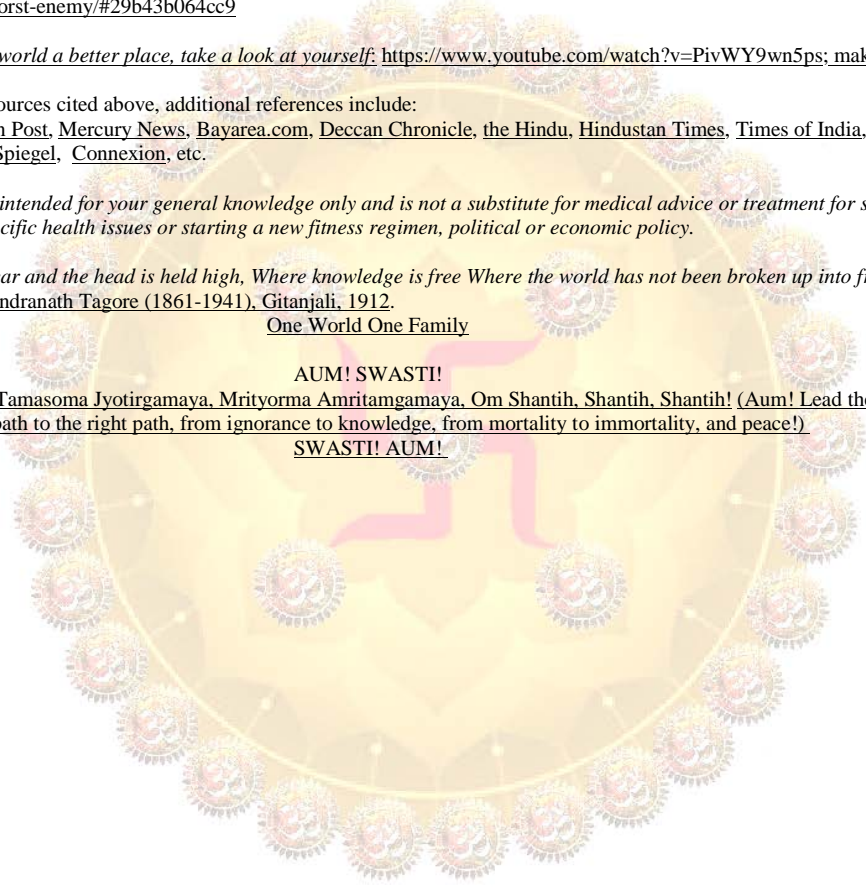 orst-enemy/#29b43b064cc9
world a better place, take a look at yourself: https://www.youtube.com/watch?v=PivWY9wn5ps; mak
ources cited above, additional references include:
n Post, Mercury News, Bayarea.com, Deccan Chronicle, the Hindu, Hindustan Times, Times of India,
Spiegel, Connexion, etc.
intended for your general knowledge only and is not a substitute for medical advice or treatment for s
cific health issues or starting a new fitness regimen, political or economic policy.
ar and the head is held high, Where knowledge is free Where the world has not been broken up into f
ndranath Tagore (1861-1941), Gitanjali, 1912.
One World One Family
AUM! SWASTI!
Tamasoma Jyotirgamaya, Mrityorma Amritamgamaya, Om Shantih, Shantih, Shantih! (Aum! Lead the
path to the right path, from ignorance to knowledge, from mortality to immortality, and peace!)
SWASTI! AUM!